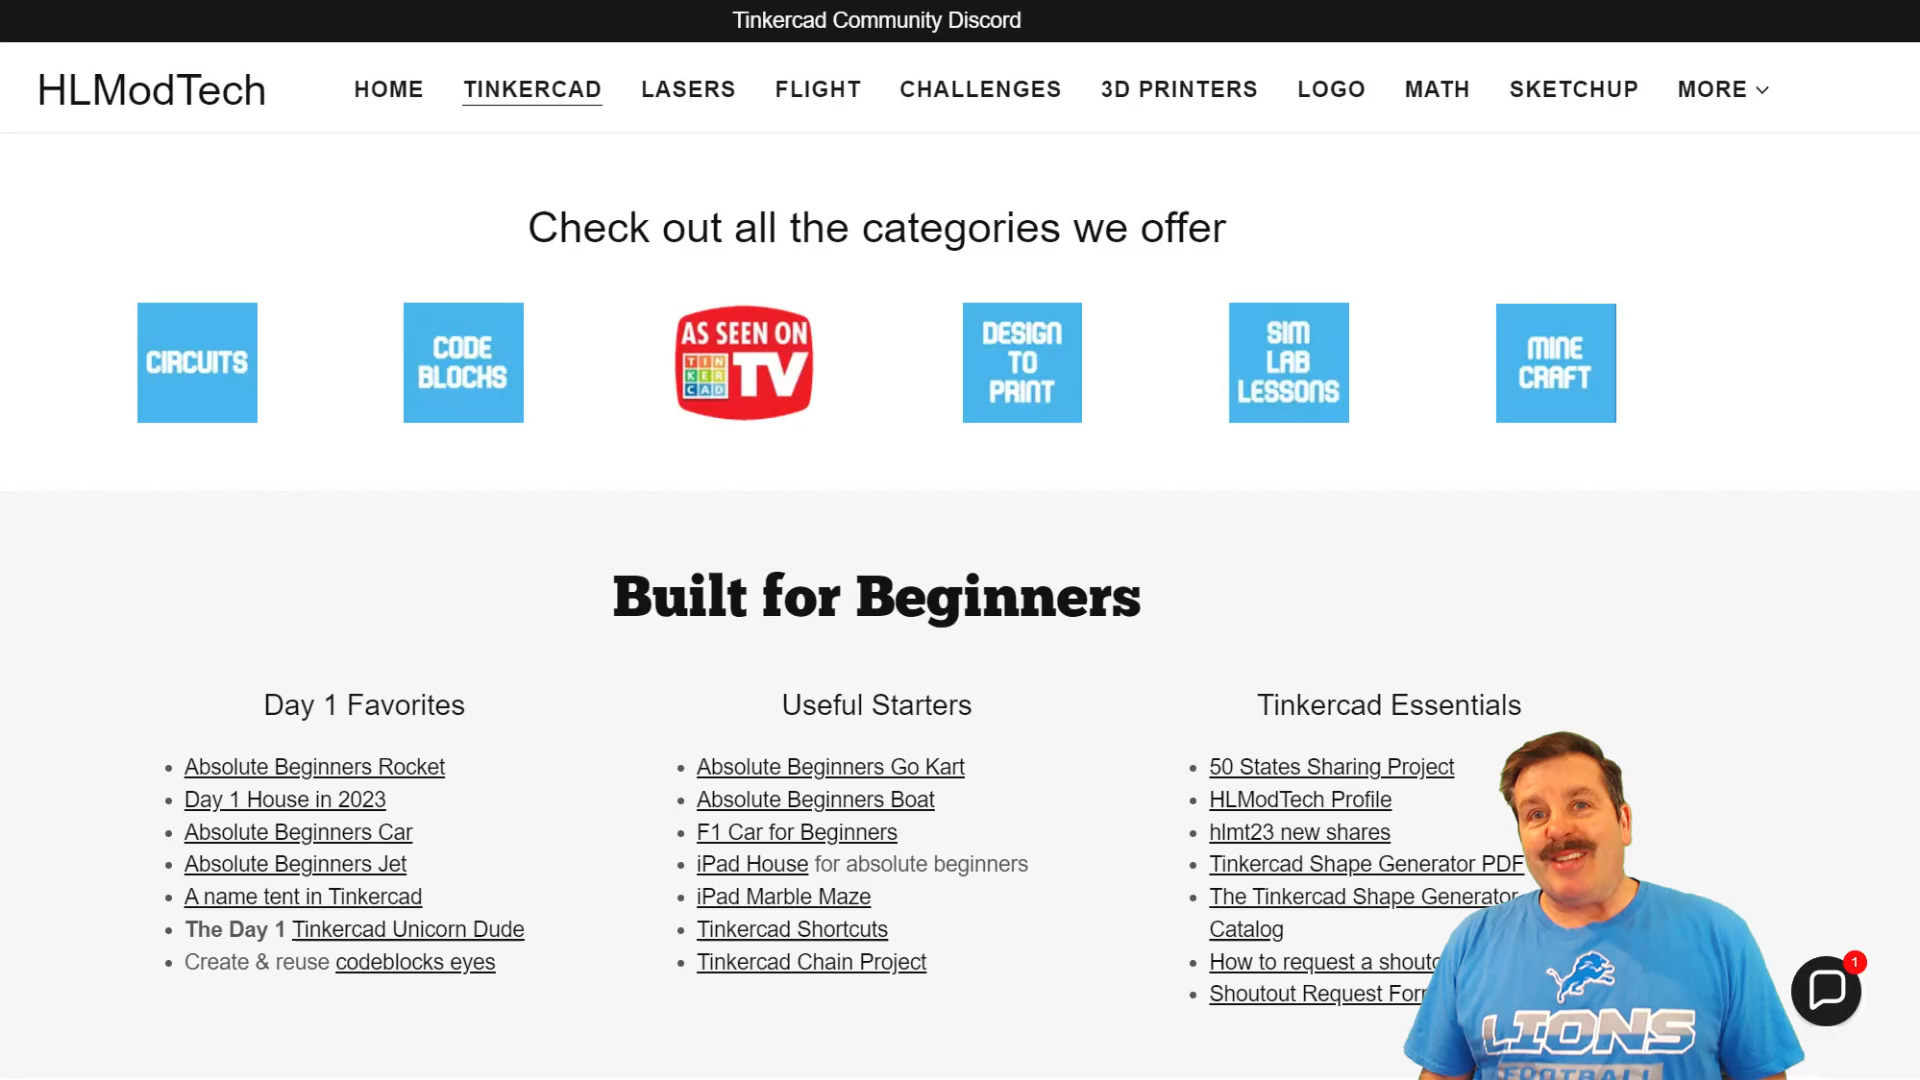 Tinkercad Community Discord
HLModTech
HOME
TINKERCAD
LASERS
FLIGHT
CHALLENGES
3D PRINTERS
LOGO
MATH
SKETCHUP
MORE
Check out all the categories we offer
CIRCUITS
CODE
BLOCKS
AS SEEN ON
TIN
KER
CAD
TV
DESIGN
TO
PRINT
SIM
LAB
LESSONS
MINE
CRAFT
Built for Beginners
Day 1 Favorites
Absolute Beginners Rocket
Day 1 House in 2023
Absolute Beginners Car
Absolute Beginners Jet
A name tent in Tinkercad
The Day 1 Tinkercad Unicorn Dude
Create & reuse codeblocks eyes
Useful Starters
Absolute Beginners Go Kart
Absolute Beginners Boat
F1 Car for Beginners
iPad House for absolute beginners
iPad Marble Maze
Tinkercad Shortcuts
Tinkercad Chain Project
Tinkercad Essentials
50 States Sharing Project
HLModTech Profile
hlmt23 new shares
Tinkercad Shape Generator PDF
The Tinkercad Shape Generator
Catalog
How to request a
Shoutout Request
LIONS
FOOTBALL
1